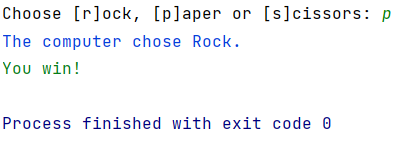 Choose [r]ock, [p]aper or [s]cissors: p
The computer chose Rock.
You win!
Process finished with exit code 0